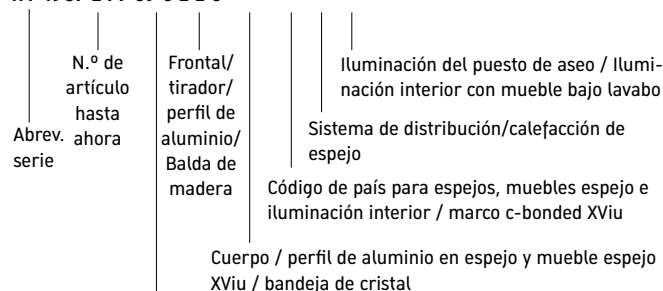 N.º de
artículo
hasta
ahora
Frontal/
tirador/
perfil de
aluminio/
Balda de
madera
Iluminación del puesto de aseo / Ilumi-
nación interior con mueble bajo lavabo
Abrev.
serie
Sistema de distribución/calefacción de
espejo
Código de país para espejos, muebles espejo e
iluminación interior / marco c-bonded XViu
Cuerpo / perfil de aluminio en espejo y mueble espejo
XViu / bandeja de cristal